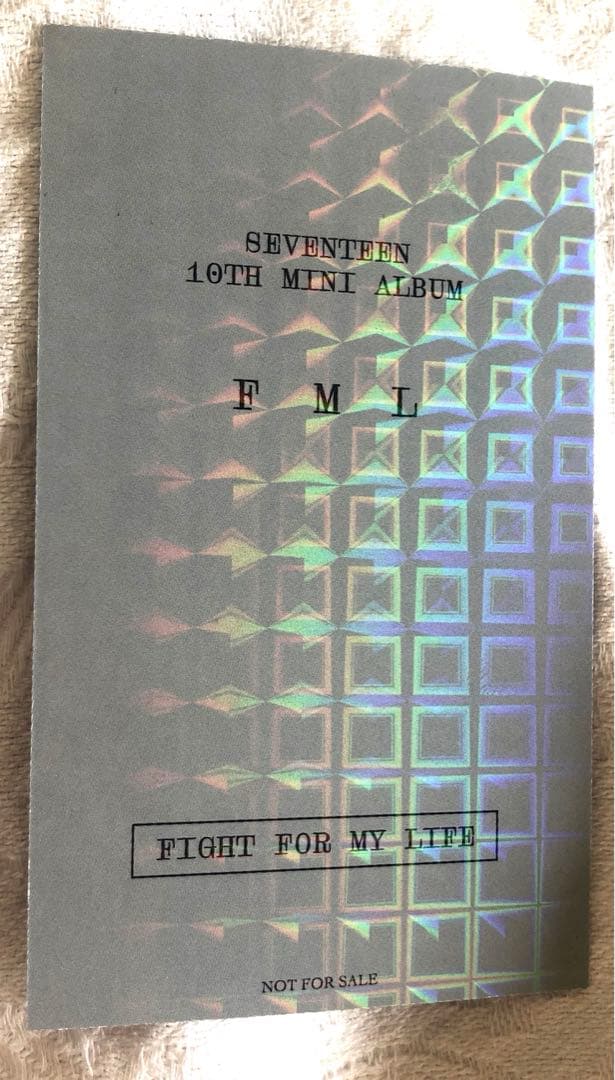 SEVENTEEN
10TH MINI ALBUM
F M L
FIGHT FOR MY LIFE
NOT FOR SALE